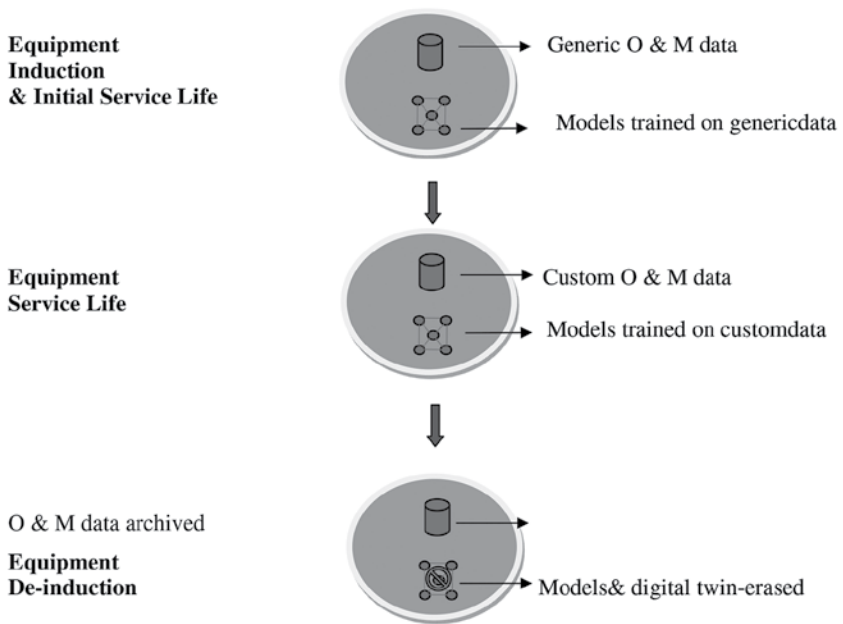 Equipment
Induction
& Initial Service Life
Generic O & M data
Models trained on genericdata
Equipment
Service Life
Custom O & M data
Models trained on customdata
O & M data archived
Equipment
De-induction
Models& digital twin-erased